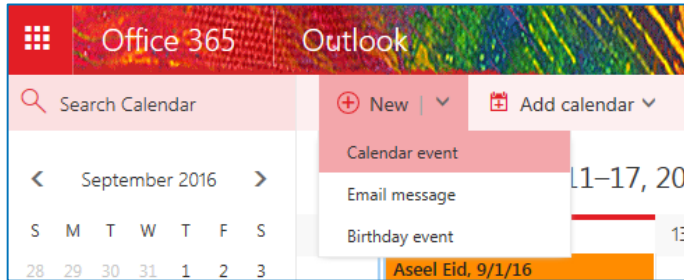 Office 365 Outlook
Search Calendar New Add calendar
Calendar event
September 2016 11–17, 20
Email message
S M T W T F S Birthday event 13
28 29 30 31 1 2 3 Aseel Eid, 9/1/16